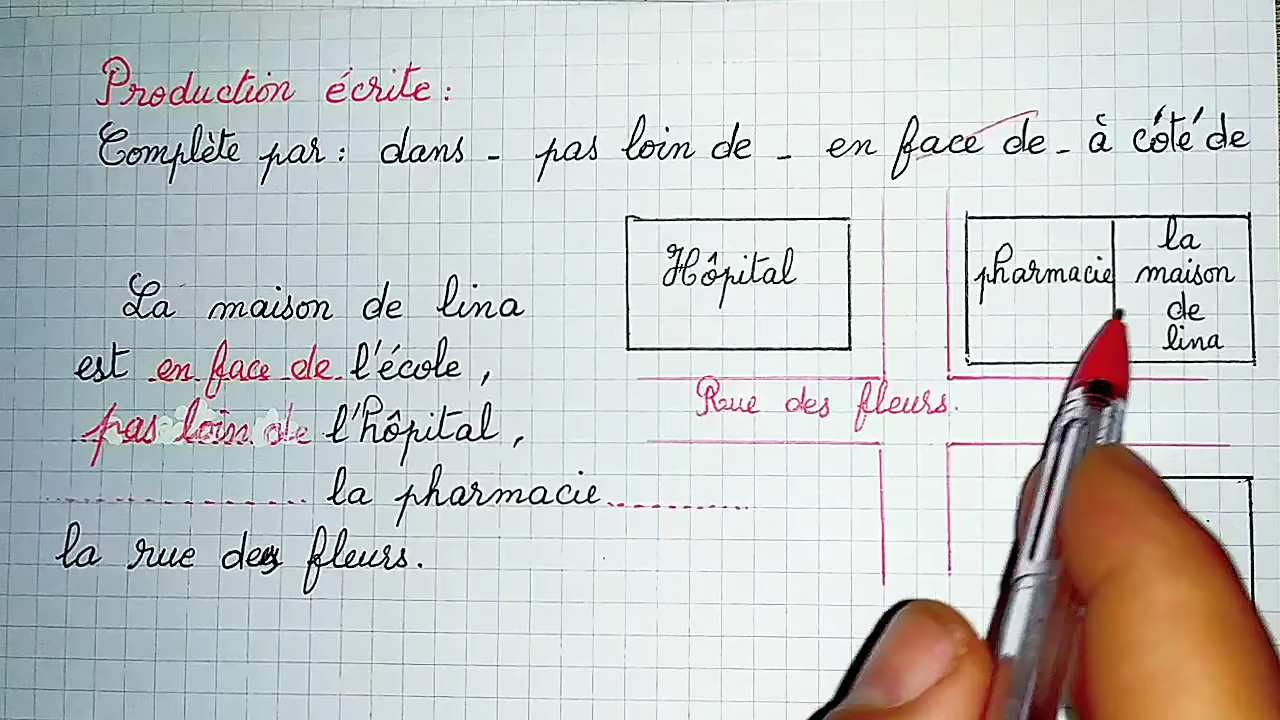 Production écrite :
Complète par : dans - pas loin de - en face de - à côté de
La maison de lina
est en face de l'école,
pas loin de l'hôpital,
.................. la pharmacie ..........
la rue des fleurs.
Hôpital
pharmacie
la
maison
de
lina
Rue des fleurs.